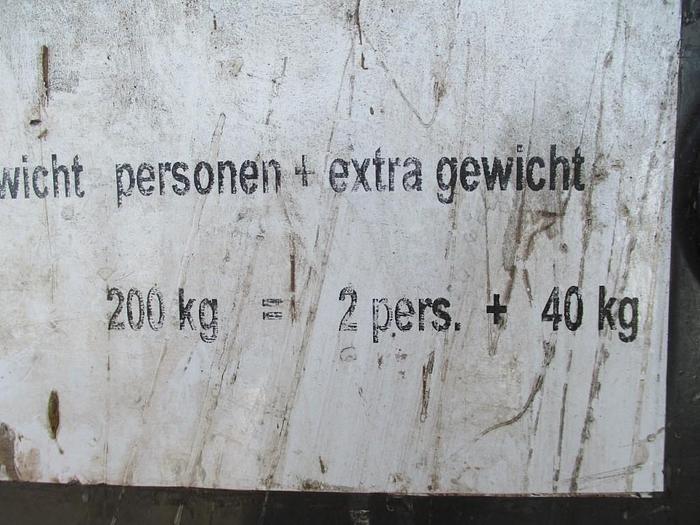 wicht personen + extra gewicht
200 kg = 2 pers. + 40 kg